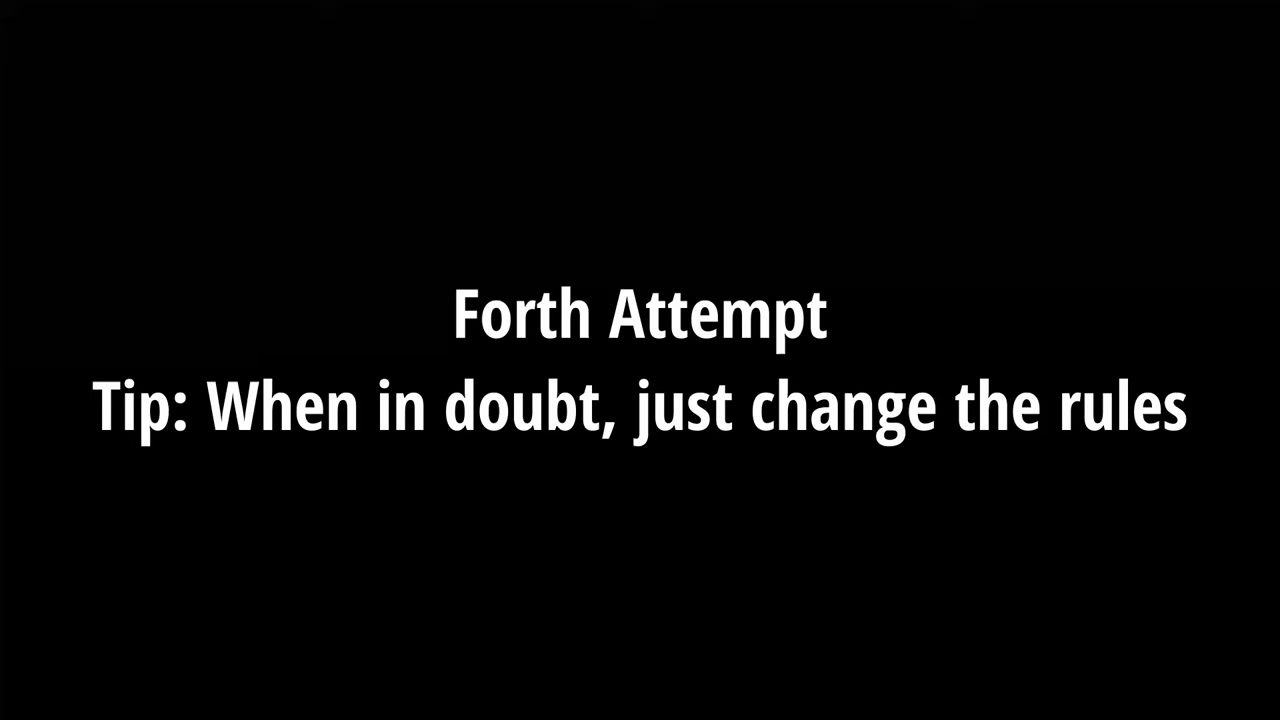 Forth Attempt
Tip: When in doubt, just change the rules